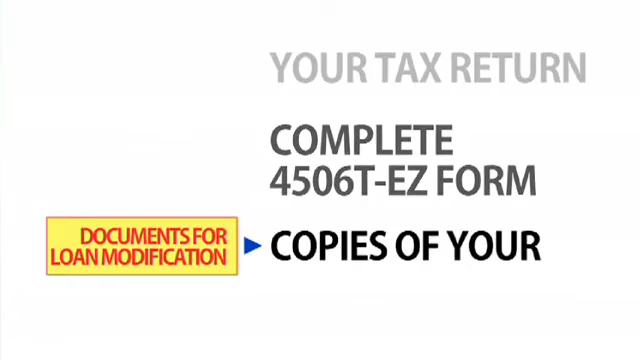 YOUR TAX RETURN
COMPLETE
4506T-EZ FORM
DOCUMENTS FOR
LOAN MODIFICATION
COPIES OF YOUR